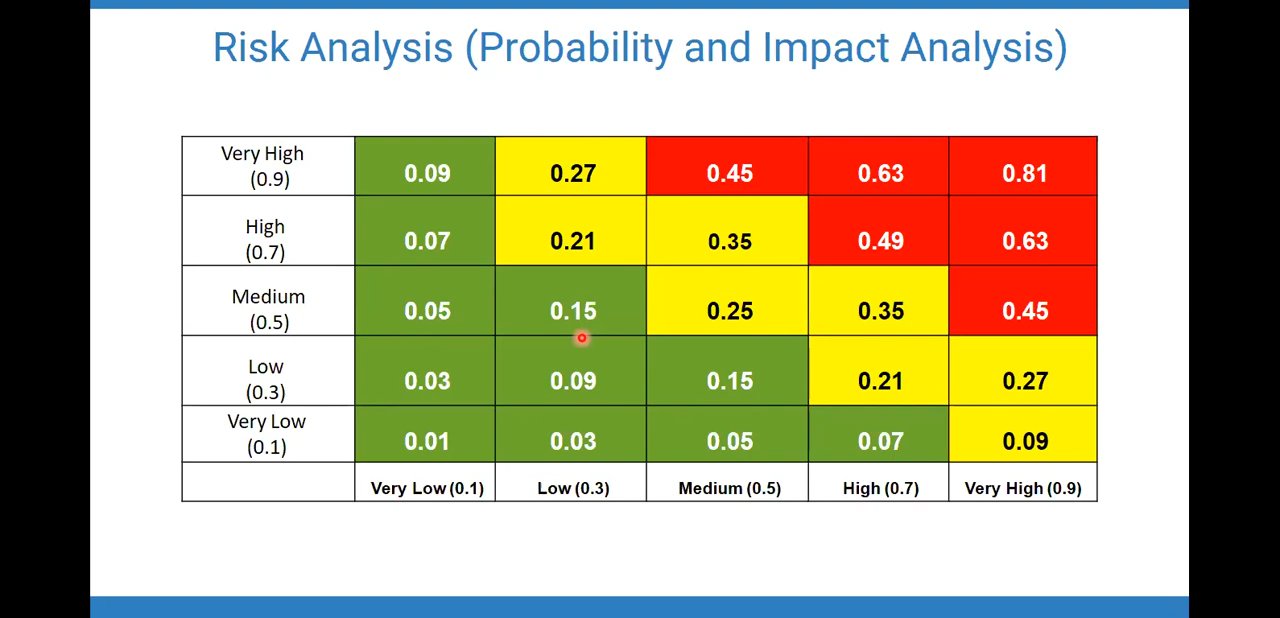 Risk Analysis (Probability and Impact Analysis)
Very High
(0.9)
0.09 0.27 0.45 0.63 0.81
High
(0.7)
0.07 0.21 0.35 0.49 0.63
Medium
(0.5)
0.05 0.15 0.25 0.35 0.45
Low
(0.3)
0.03 0.09 0.15 0.21 0.27
Very Low
(0.1)
0.01 0.03 0.05 0.07 0.09
Very Low (0.1) Low (0.3) Medium (0.5) High (0.7) Very High (0.9)